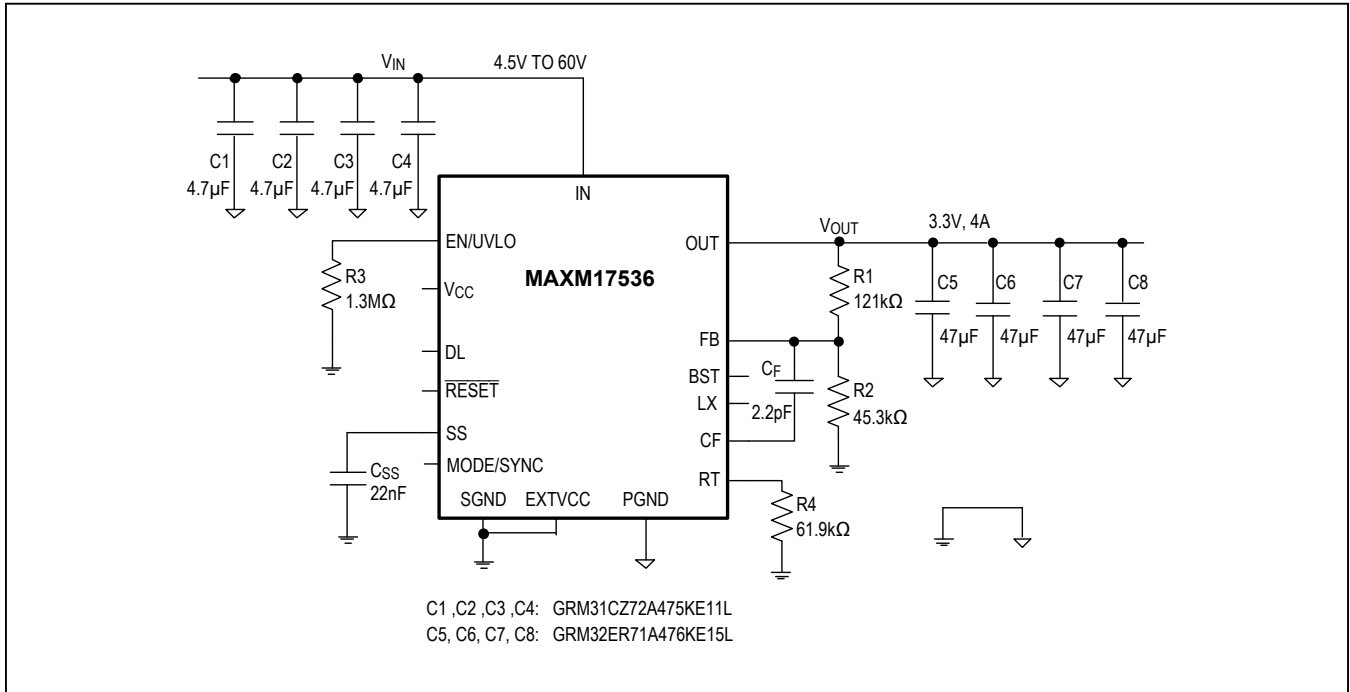 VIN
4.5V TO 60V
C1
4.7µF
C2
4.7µF
C3
4.7µF
C4
4.7µF
IN
EN/UVLO
R3
1.3MΩ
VCC
DL
RESET
SS
CSS
22nF
MODE/SYNC
SGND
EXTVCC
PGND
MAXM17536
OUT
VOUT
3.3V, 4A
R1
121kΩ
C5
47µF
C6
47µF
C7
47µF
C8
47µF
FB
BST
LX
CF
CF
2.2pF
R2
45.3kΩ
RT
R4
61.9kΩ
C1 ,C2 ,C3 ,C4: GRM31CZ72A475KE11L
C5, C6, C7, C8: GRM32ER71A476KE15L